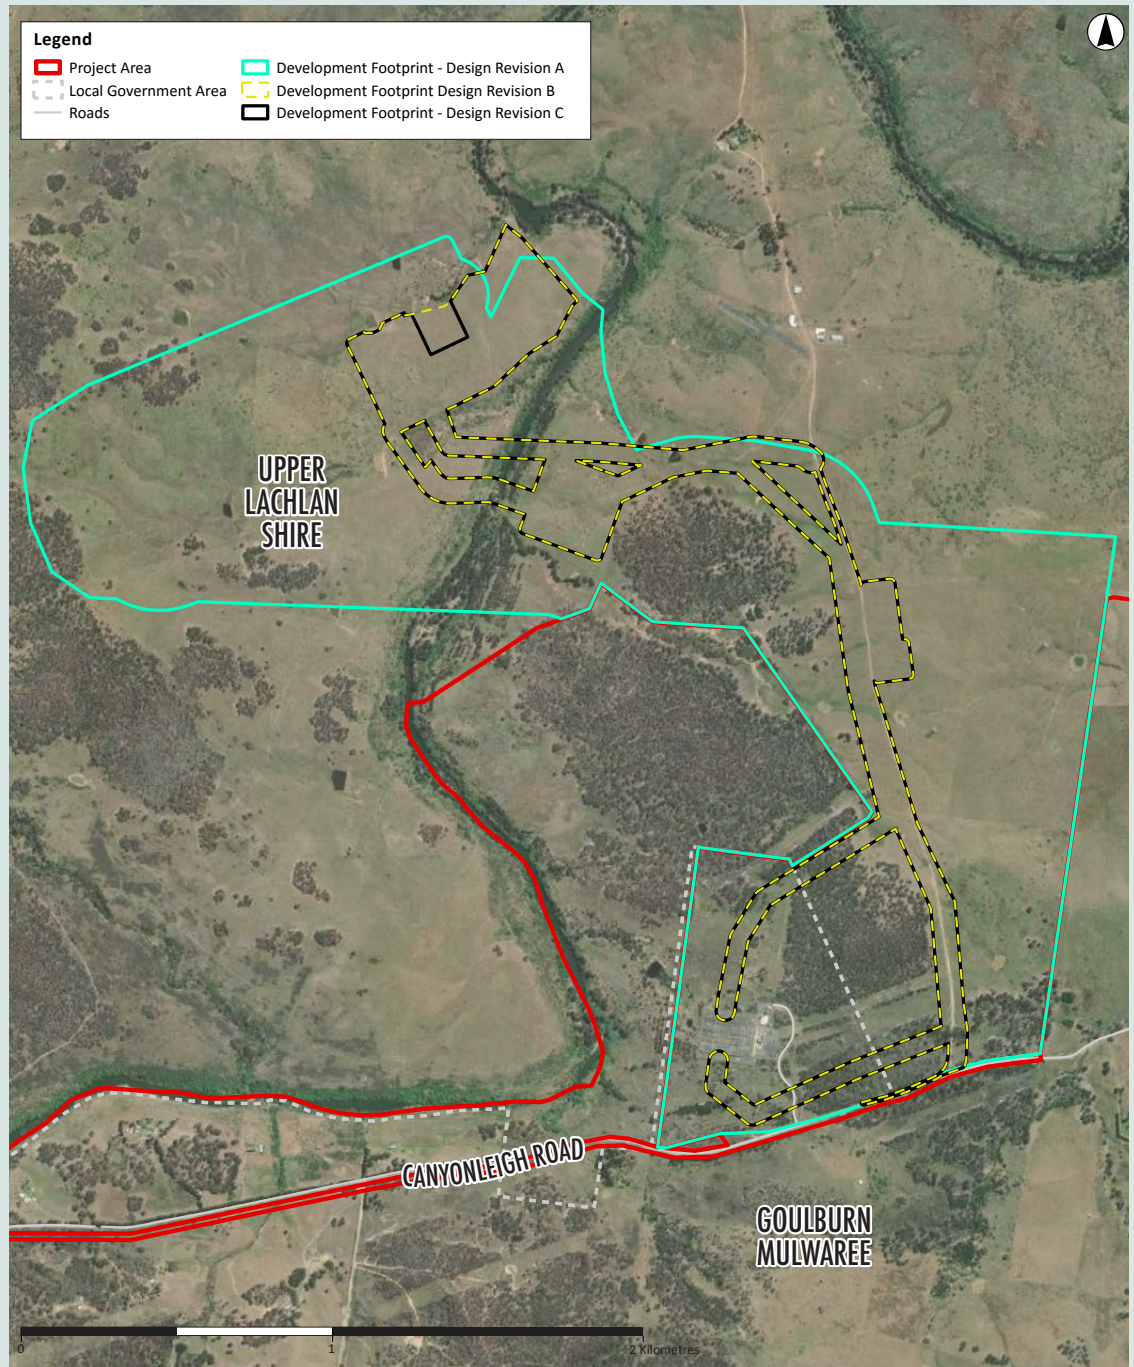 Legend
Project Area
Local Government Area
Roads
Development Footprint - Design Revision A
Development Footprint Design Revision B
Development Footprint - Design Revision C
UPPER
LACHLAN
SHIRE
CANYONLEIGH ROAD
GOULBURN
MULWAREE
0
1
2 Kilometres